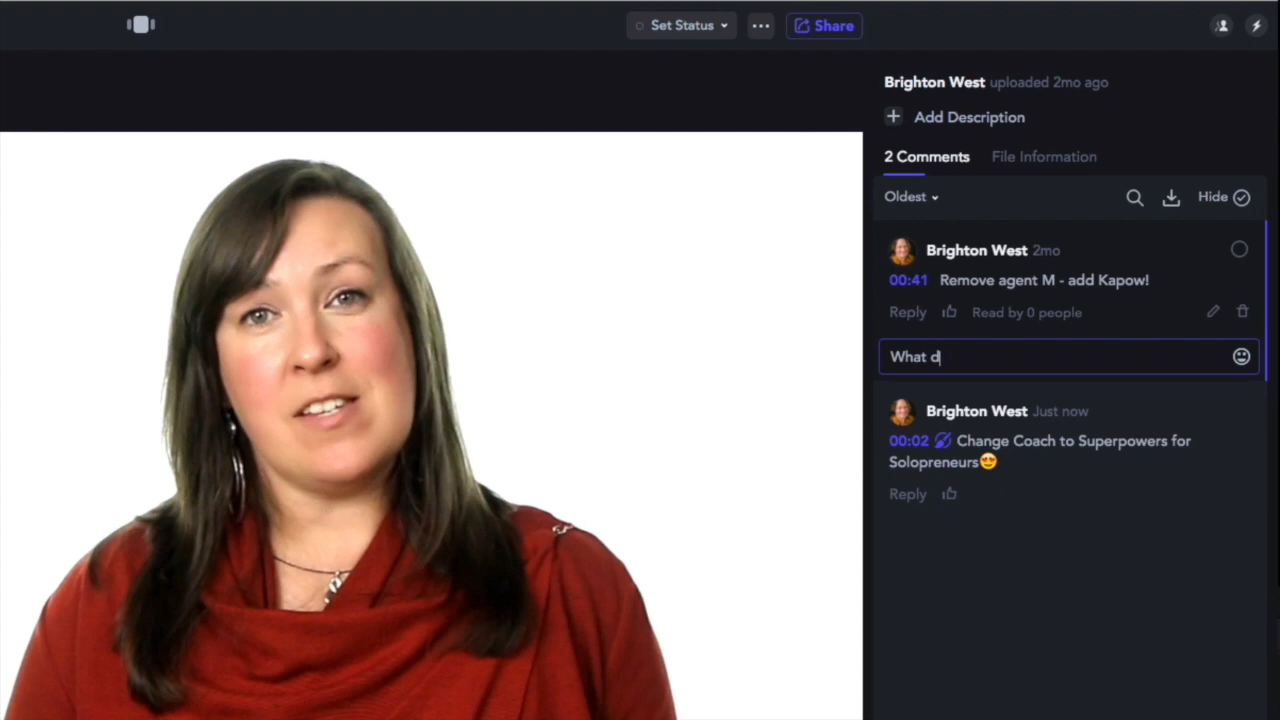 Set Status
Share
Brighton West uploaded 2mo ago
Add Description
2 Comments File Information
Oldest
Hide
Brighton West 2mo
00:41 Remove agent M - add Kapow!
Reply Read by 0 people
What d
Brighton West Just now
00:02 Change Coach to Superpowers for
Solopreneurs😍
Reply